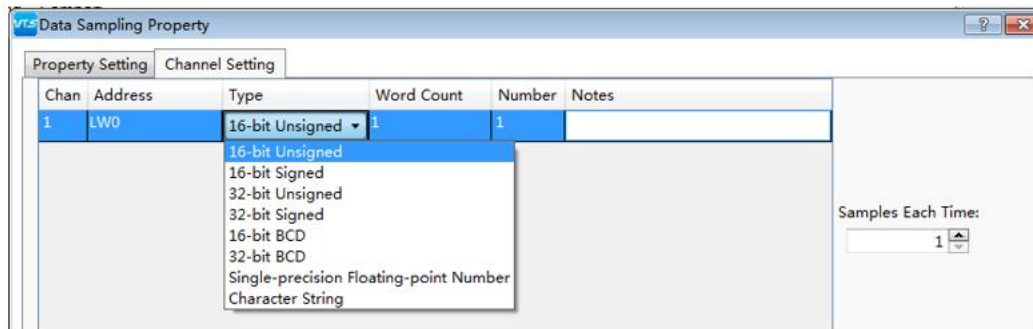 VTS Data Sampling Property
Property Setting Channel Setting
Chan Address Type Word Count Number Notes
1 LW0 16-bit Unsigned 1 1
16-bit Unsigned
16-bit Signed
32-bit Unsigned
32-bit Signed
16-bit BCD
32-bit BCD
Single-precision Floating-point Number
Character String
Samples Each Time:
1